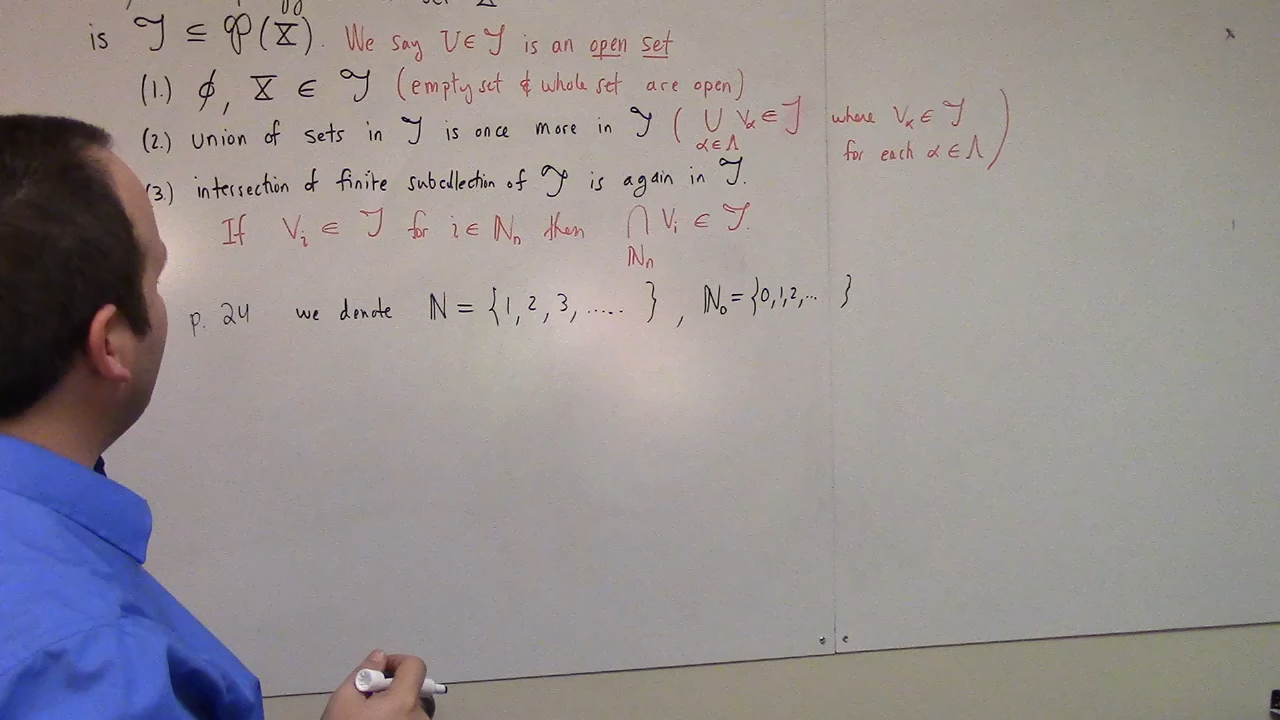 is 𝒯 ⊆ 𝒫(X). We say U ∈ 𝒯 is an open set
(1.) ϕ, X ∈ 𝒯 (empty set & whole set are open)
(2.) union of sets in 𝒯 is once more in 𝒯 ( ∪ Vα ∈ 𝒯 where Vα ∈ 𝒯
α∈Λ for each α ∈ Λ )
(3.) intersection of finite subcollection of 𝒯 is again in 𝒯.
If Vᵢ ∈ 𝒯 for i ∈ ℕₙ then ∩ Vᵢ ∈ 𝒯.
ℕₙ
p. 24 we denote ℕ = {1, 2, 3, ..... }, ℕ₀ = {0, 1, 2, ... }